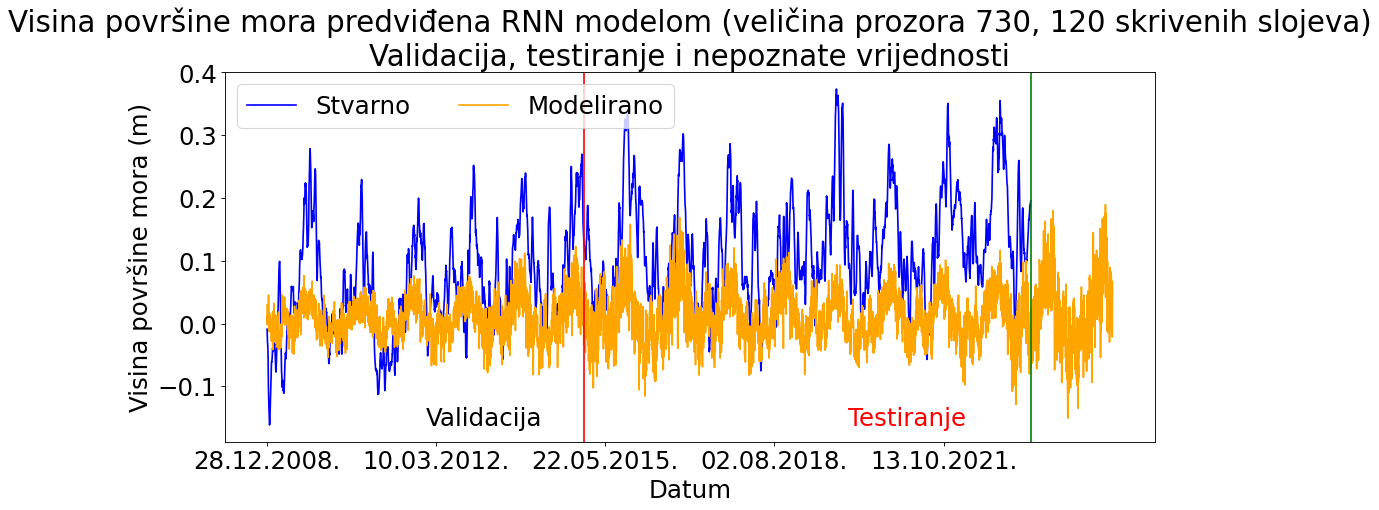 Visina površine mora predviđena RNN modelom (veličina prozora 730, 120 skrivenih slojeva)
Validacija, testiranje i nepoznate vrijednosti
Visina površine mora (m)
0.4
0.3
0.2
0.1
0.0
−0.1
Stvarno Modelirano
Validacija Testiranje
28.12.2008. 10.03.2012. 22.05.2015. 02.08.2018. 13.10.2021.
Datum